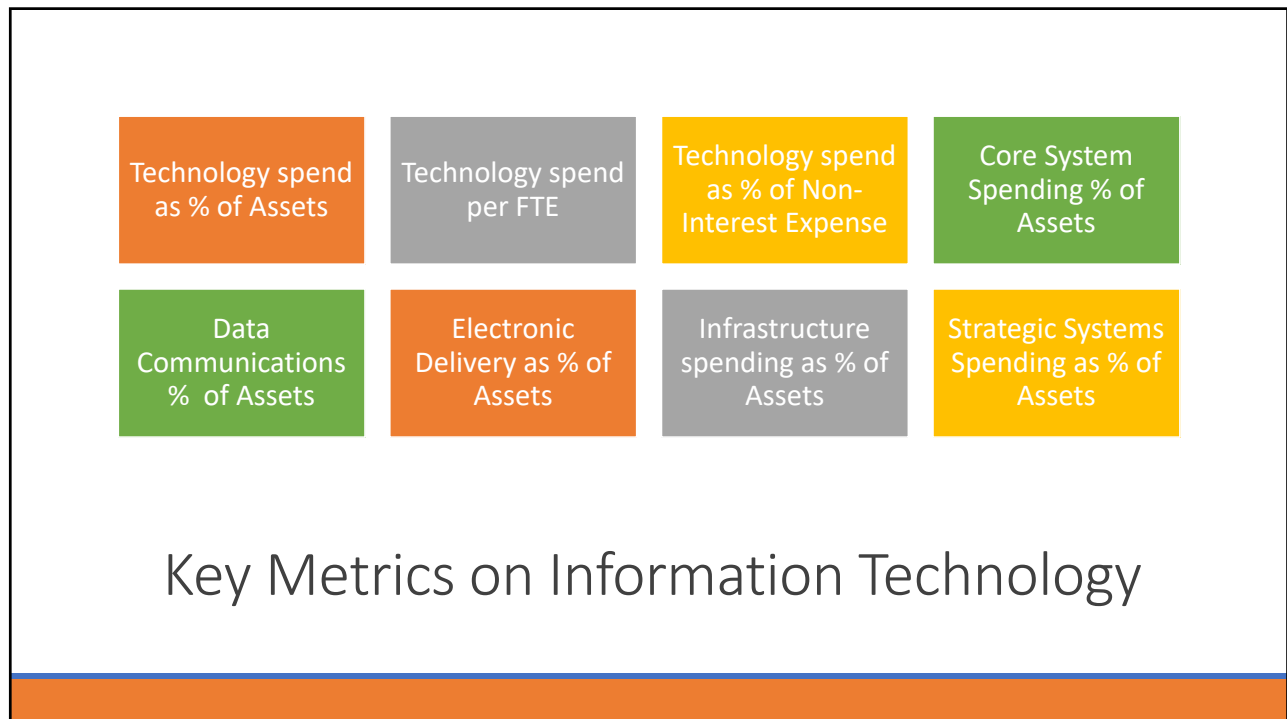 Technology spend
as % of Assets
Technology spend
per FTE
Technology spend
as % of Non-
Interest Expense
Core System
Spending % of
Assets
Data
Communications
%  of Assets
Electronic
Delivery as % of
Assets
Infrastructure
spending as % of
Assets
Strategic Systems
Spending as % of
Assets
Key Metrics on Information Technology